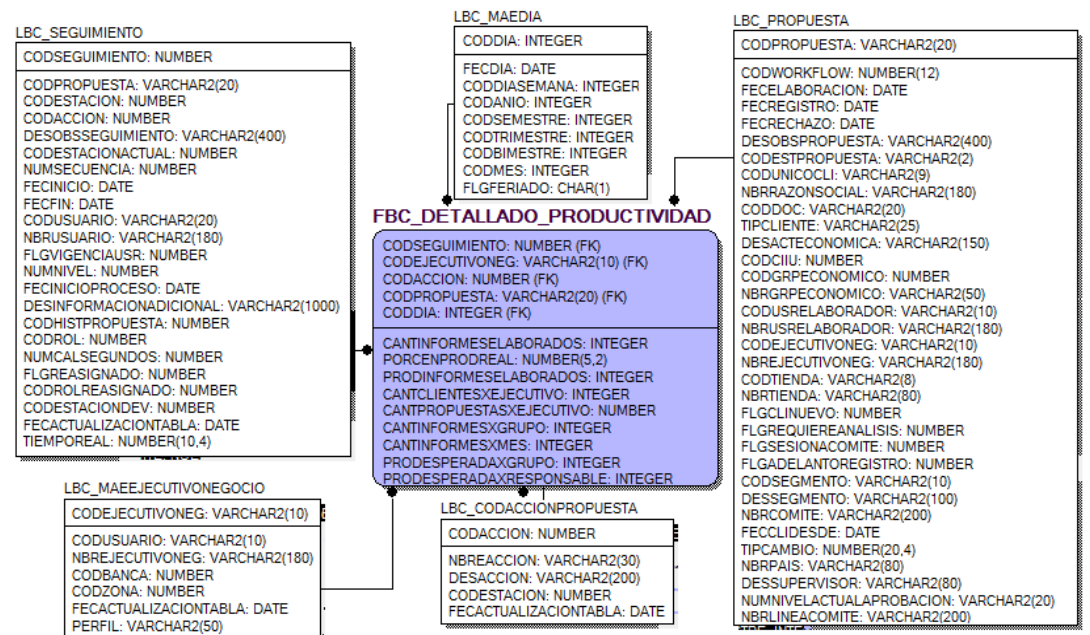 LBC_SEGUIMIENTO
CODSEGUIMIENTO: NUMBER
CODPROPUESTA: VARCHAR2(20)
CODESTACION: NUMBER
CODACCION: NUMBER
DESOBSSEGUIMIENTO: VARCHAR2(400)
CODESTACIONACTUAL: NUMBER
NUMSECUENCIA: NUMBER
FECINICIO: DATE
FECFIN: DATE
CODUSUARIO: VARCHAR2(20)
NBRUSUARIO: VARCHAR2(180)
FLGVIGENCIAUSR: NUMBER
NUMNIVEL: NUMBER
FECINICIOPROCESO: DATE
DESINFORMACIONADICIONAL: VARCHAR2(1000)
CODHISTPROPUESTA: NUMBER
CODROL: NUMBER
NUMCALSEGUNDOS: NUMBER
FLGREASIGNADO: NUMBER
CODROLREASIGNADO: NUMBER
CODESTACIONDEV: NUMBER
FECACTUALIZACIONTABLA: DATE
TIEMPOREAL: NUMBER(10,4)
LBC_MAEDIA
CODDIA: INTEGER
FECDIA: DATE
CODDIASEMANA: INTEGER
CODANIO: INTEGER
CODSEMESTRE: INTEGER
CODTRIMESTRE: INTEGER
CODBIMESTRE: INTEGER
CODMES: INTEGER
FLGFERIADO: CHAR(1)
FBC_DETALLADO_PRODUCTIVIDAD
CODSEGUIMIENTO: NUMBER (FK)
CODEJECUTIVONEG: VARCHAR2(10) (FK)
CODACCION: NUMBER (FK)
CODPROPUESTA: VARCHAR2(20) (FK)
CODDIA: INTEGER (FK)
CANTINFORMESELABORADOS: INTEGER
PORCENPRODREAL: NUMBER(5,2)
PRODINFORMESELABORADOS: INTEGER
CANTCLIENTESXEJECUTIVO: INTEGER
CANTPROPUESTASXEJECUTIVO: NUMBER
CANTINFORMESXGRUPO: INTEGER
CANTINFORMESXMES: INTEGER
PRODESPERADAXGRUPO: INTEGER
PRODESPERADAXRESPONSABLE: INTEGER
LBC_PROPUESTA
CODPROPUESTA: VARCHAR2(20)
CODWORKFLOW: NUMBER(12)
FECELABORACION: DATE
FECREGISTRO: DATE
FECRECHAZO: DATE
DESOBSPROPUESTA: VARCHAR2(400)
CODESTPROPUESTA: VARCHAR2(2)
CODUNICOCLI: VARCHAR2(9)
NBRRAZONSOCIAL: VARCHAR2(180)
CODDOC: VARCHAR2(20)
TIPCLIENTE: VARCHAR2(25)
DESACTECONOMICA: VARCHAR2(150)
CODCIIU: NUMBER
CODGRPECONOMICO: NUMBER
NBRGRPECONOMICO: VARCHAR2(50)
CODUSRELABORADOR: VARCHAR2(10)
NBRUSRELABORADOR: VARCHAR2(180)
CODEJECUTIVONEG: VARCHAR2(10)
NBREJECUTIVONEG: VARCHAR2(180)
CODTIENDA: VARCHAR2(8)
NBRTIENDA: VARCHAR2(80)
FLGCLINUEVO: NUMBER
FLGREQUIEREANALISIS: NUMBER
FLGSESIONACOMITE: NUMBER
FLGADELANTOREGISTRO: NUMBER
CODSEGMENTO: VARCHAR2(10)
DESSEGMENTO: VARCHAR2(100)
NBRCOMITE: VARCHAR2(200)
FECCLIDESDE: DATE
TIPCAMBIO: NUMBER(20,4)
NBRPAIS: VARCHAR2(80)
DESSUPERVISOR: VARCHAR2(80)
NUMNIVELACTUALAPROBACION: VARCHAR2(20)
NBRLINEACOMITE: VARCHAR2(200)
LBC_MAEEJECUTIVONEGOCIO
CODEJECUTIVONEG: VARCHAR2(10)
CODUSUARIO: VARCHAR2(10)
NBREJECUTIVONEG: VARCHAR2(180)
CODBANCA: NUMBER
CODZONA: NUMBER
FECACTUALIZACIONTABLA: DATE
PERFIL: VARCHAR2(50)
LBC_CODACCIONPROPUESTA
CODACCION: NUMBER
NBREACCION: VARCHAR2(30)
DESACCION: VARCHAR2(200)
CODESTACION: NUMBER
FECACTUALIZACIONTABLA: DATE